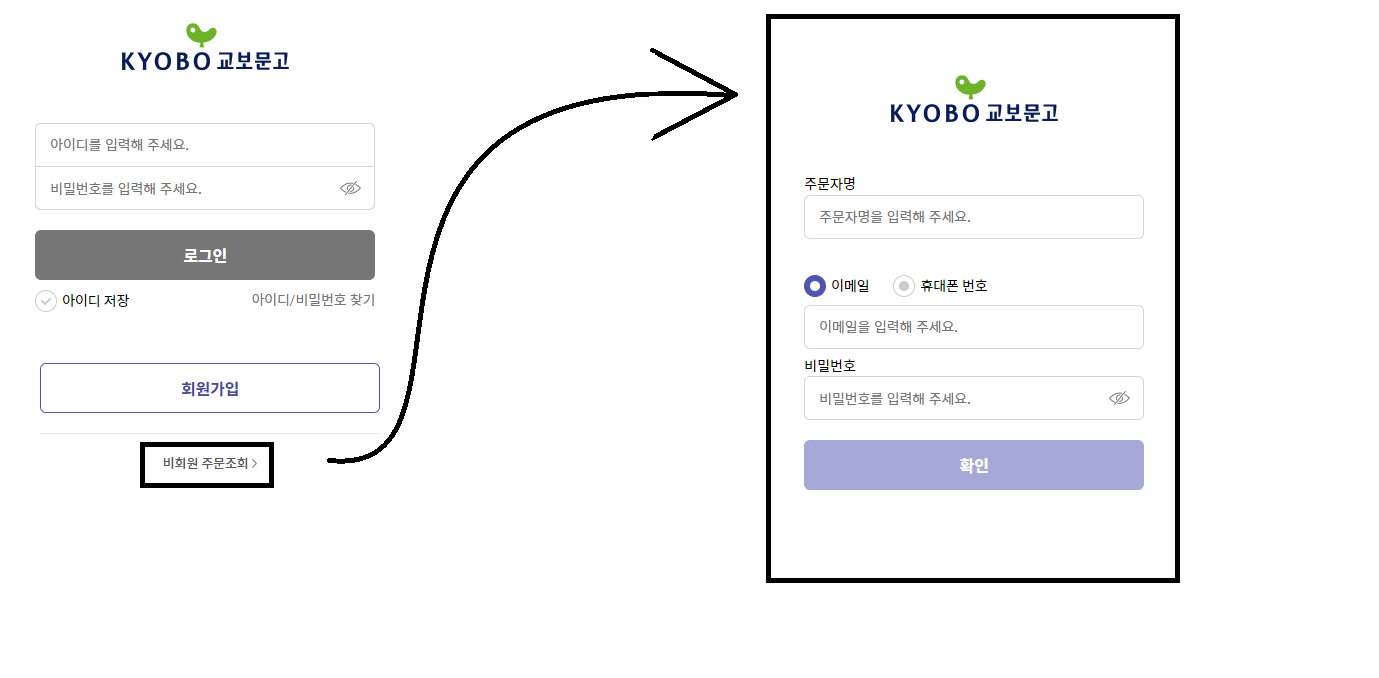 KYOBO 교보문고
아이디를 입력해 주세요.
비밀번호를 입력해 주세요.
로그인
아이디 저장 아이디/비밀번호 찾기
회원가입
비회원 주문조회 >
KYOBO 교보문고
주문자명
주문자명을 입력해 주세요.
이메일 휴대폰 번호
이메일을 입력해 주세요.
비밀번호
비밀번호를 입력해 주세요.
확인